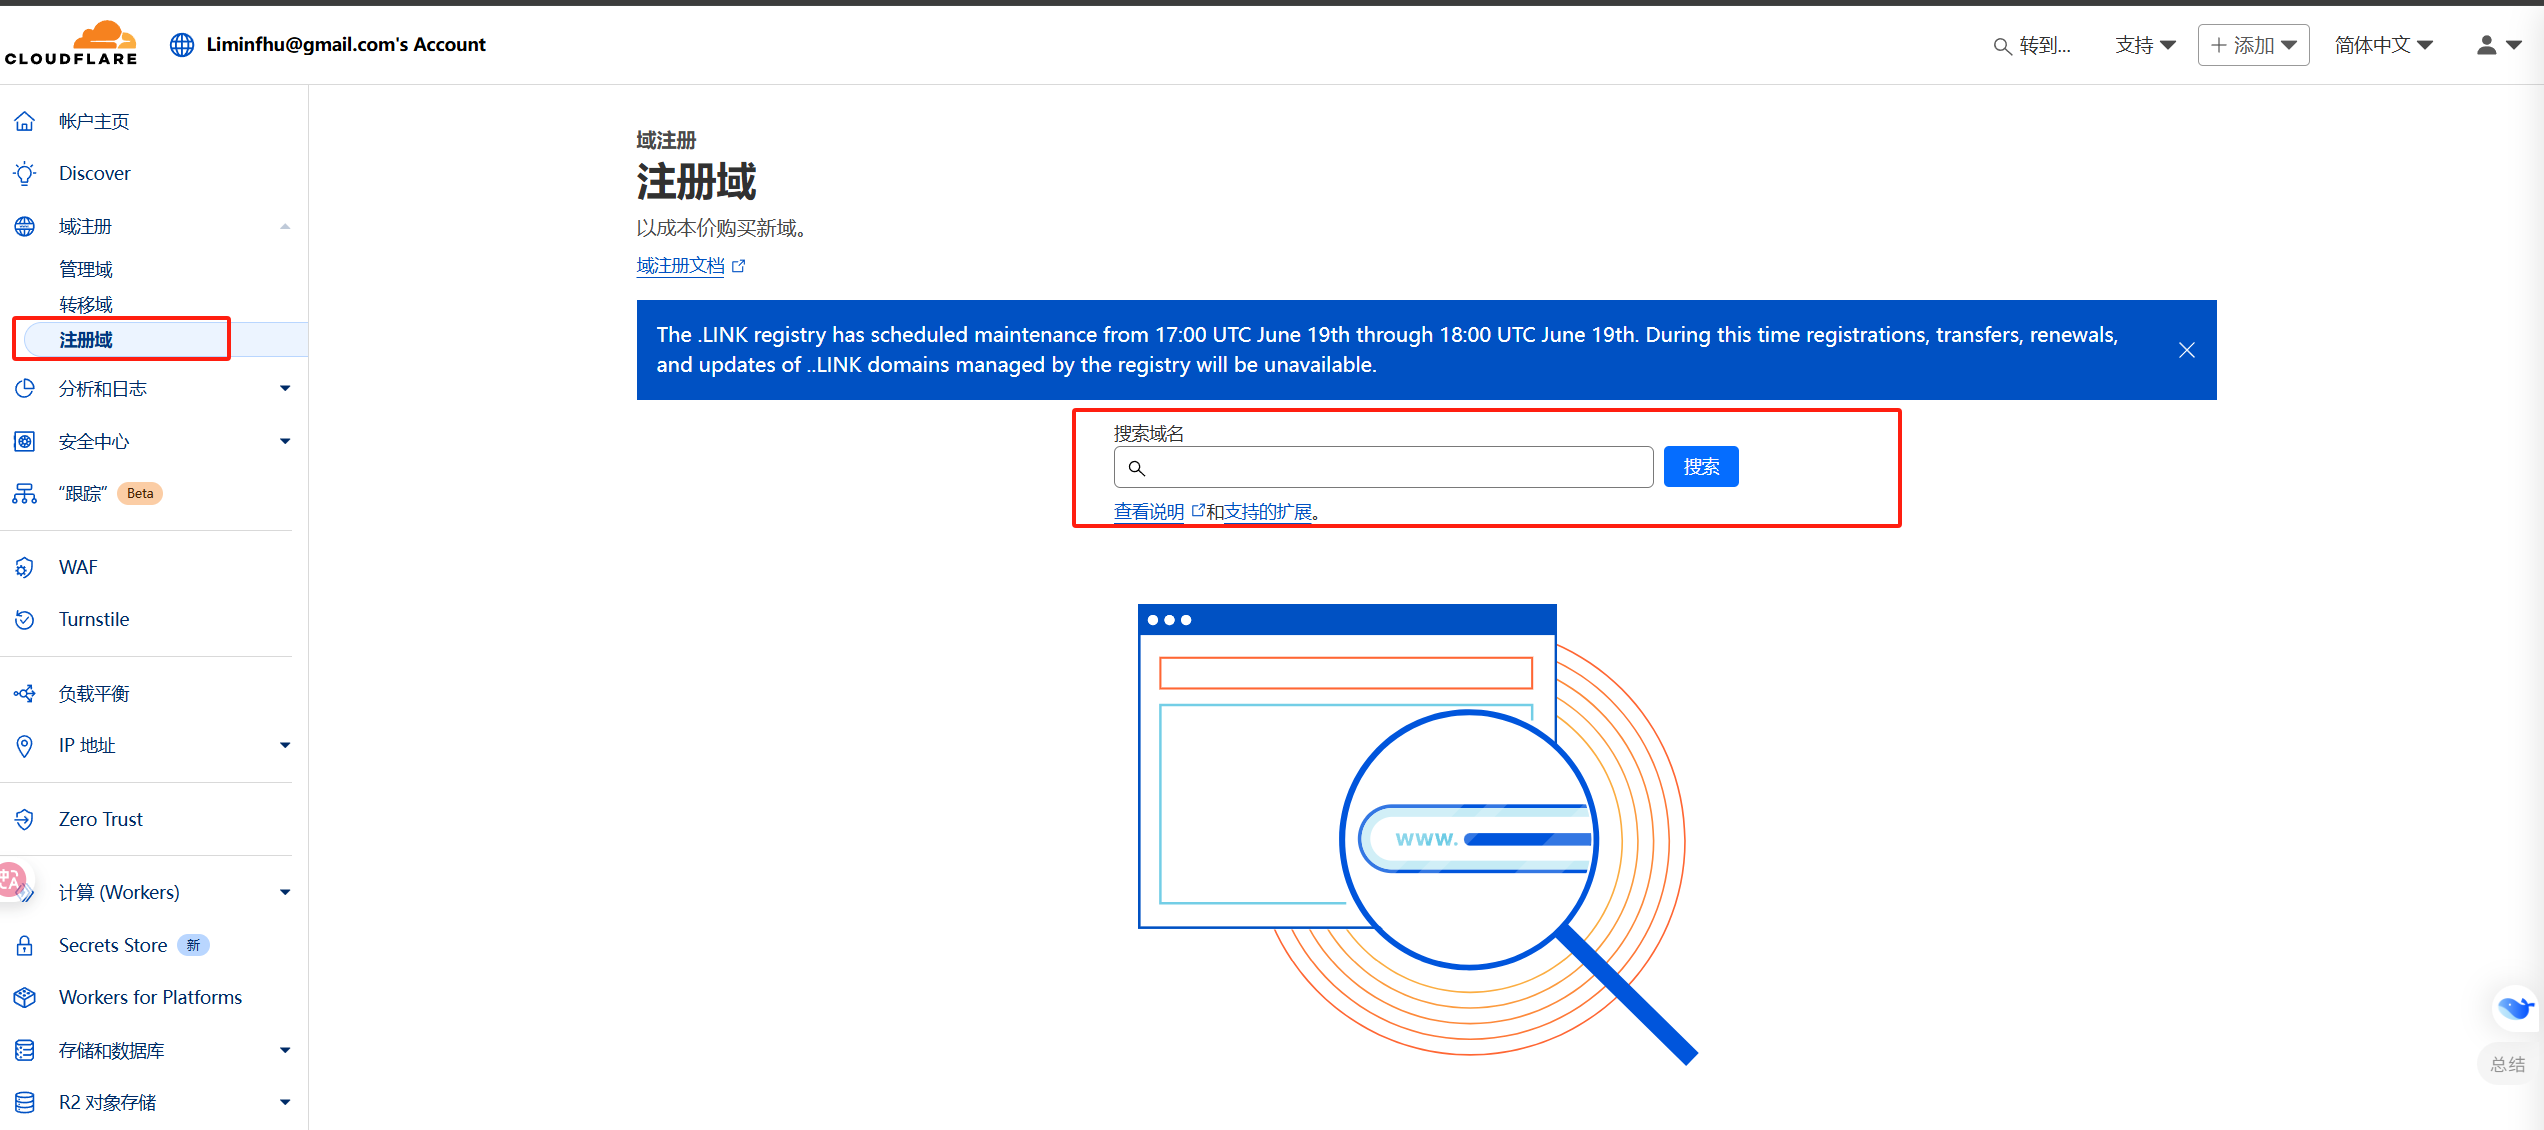 CLOUDFLARE
Liminfhu@gmail.com's Account
转到...
支持
+ 添加
简体中文
帐户主页
Discover
域注册
管理域
转移域
注册域
分析和日志
安全中心
“跟踪” Beta
WAF
Turnstile
负载平衡
IP 地址
Zero Trust
计算 (Workers)
Secrets Store 新
Workers for Platforms
存储和数据库
R2 对象存储
域注册
注册域
以成本价购买新域。
域注册文档
The .LINK registry has scheduled maintenance from 17:00 UTC June 19th through 18:00 UTC June 19th. During this time registrations, transfers, renewals,
and updates of ..LINK domains managed by the registry will be unavailable.
搜索域名
搜索
查看说明 和支持的扩展。
www.
总结